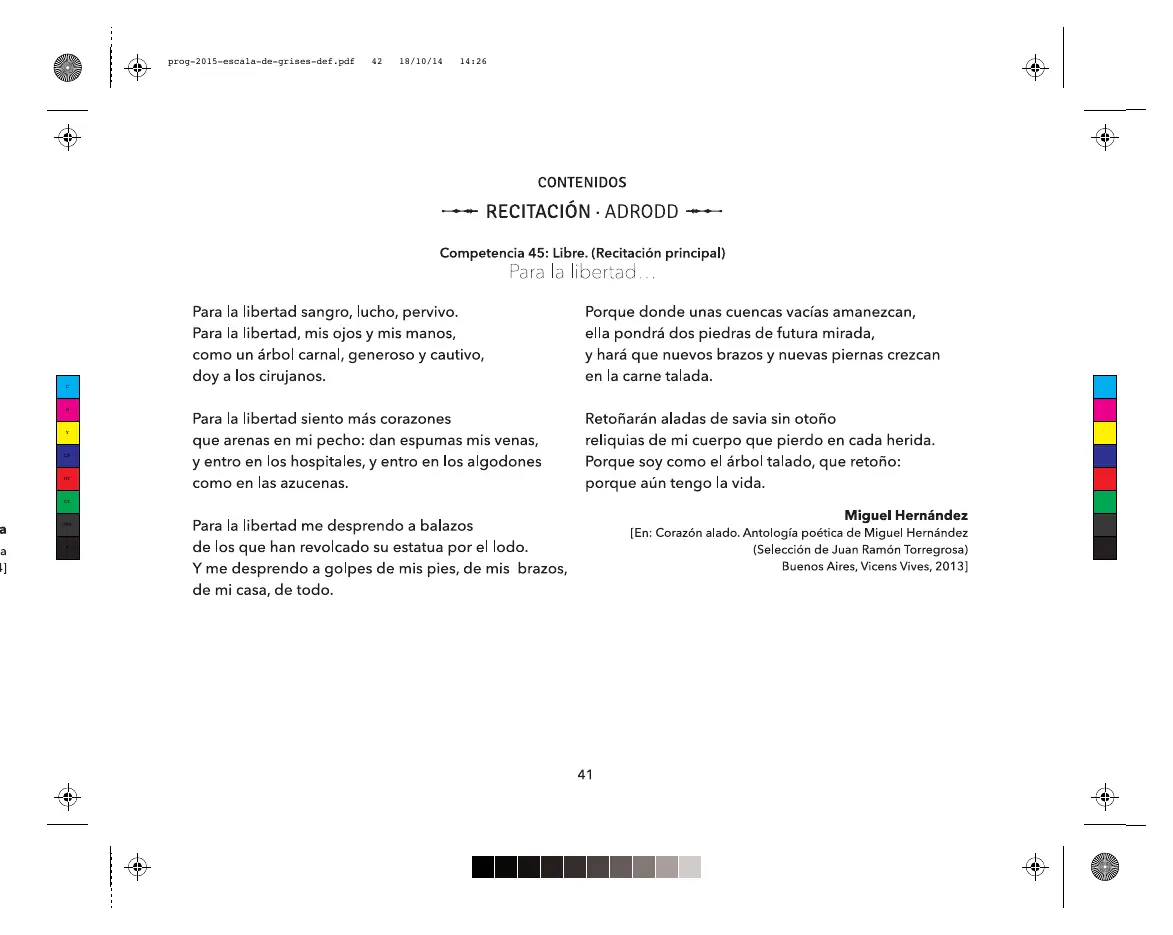 prog-2015-escala-de-grises-def.pdf 42 18/10/14 14:26
CONTENIDOS
RECITACIÓN · ADRODD
Competencia 45: Libre. (Recitación principal)
Para la libertad…
Para la libertad sangro, lucho, pervivo.
Para la libertad, mis ojos y mis manos,
como un árbol carnal, generoso y cautivo,
doy a los cirujanos.
Para la libertad siento más corazones
que arenas en mi pecho: dan espumas mis venas,
y entro en los hospitales, y entro en los algodones
como en las azucenas.
Para la libertad me desprendo a balazos
de los que han revolcado su estatua por el lodo.
Y me desprendo a golpes de mis pies, de mis  brazos,
de mi casa, de todo.
Porque donde unas cuencas vacías amanezcan,
ella pondrá dos piedras de futura mirada,
y hará que nuevos brazos y nuevas piernas crezcan
en la carne talada.
Retoñarán aladas de savia sin otoño
reliquias de mi cuerpo que pierdo en cada herida.
Porque soy como el árbol talado, que retoño:
porque aún tengo la vida.
Miguel Hernández
[En: Corazón alado. Antología poética de Miguel Hernández
(Selección de Juan Ramón Torregrosa)
Buenos Aires, Vicens Vives, 2013]
a
a
4]
41